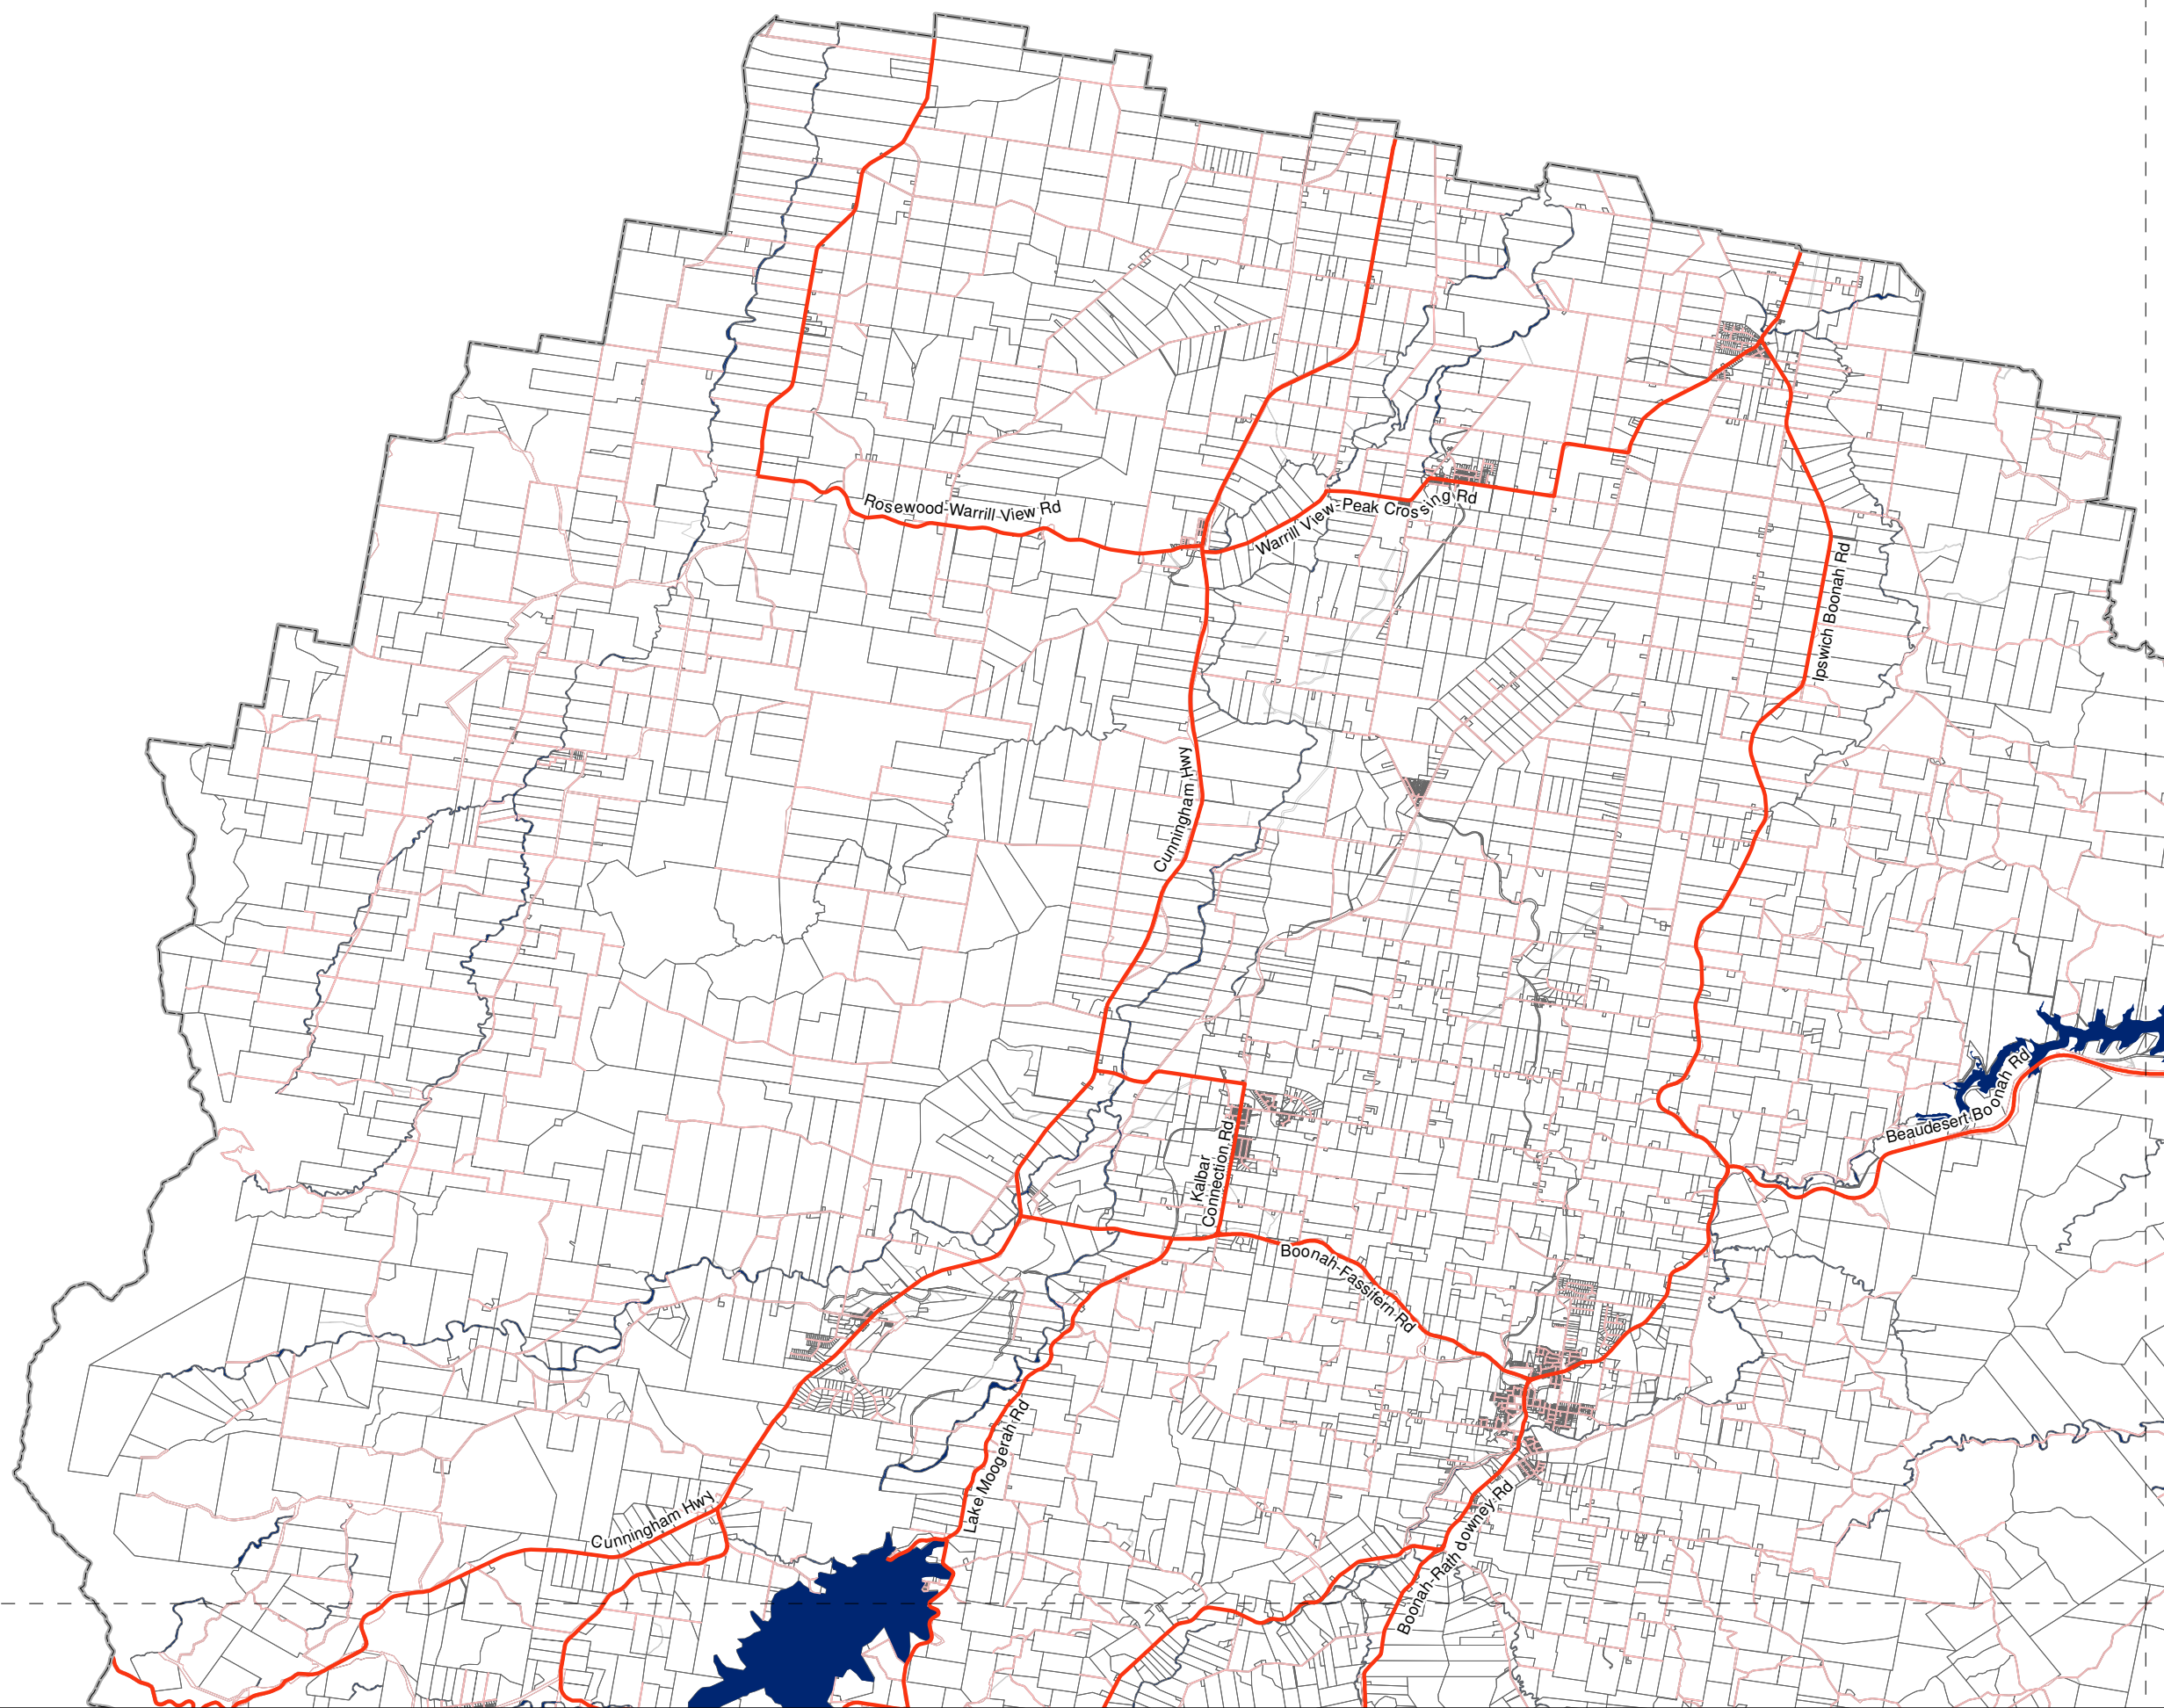 Rosewood-Warrill View Rd
Warrill View-Peak Crossing Rd
Ipswich Boonah Rd
Cunningham Hwy
Beaudesert Boonah Rd
Kalbar
Connection Rd
Boonah-Fassifern Rd
Lake Moogerah Rd
Cunningham Hwy
Boonah-Rathdowney Rd